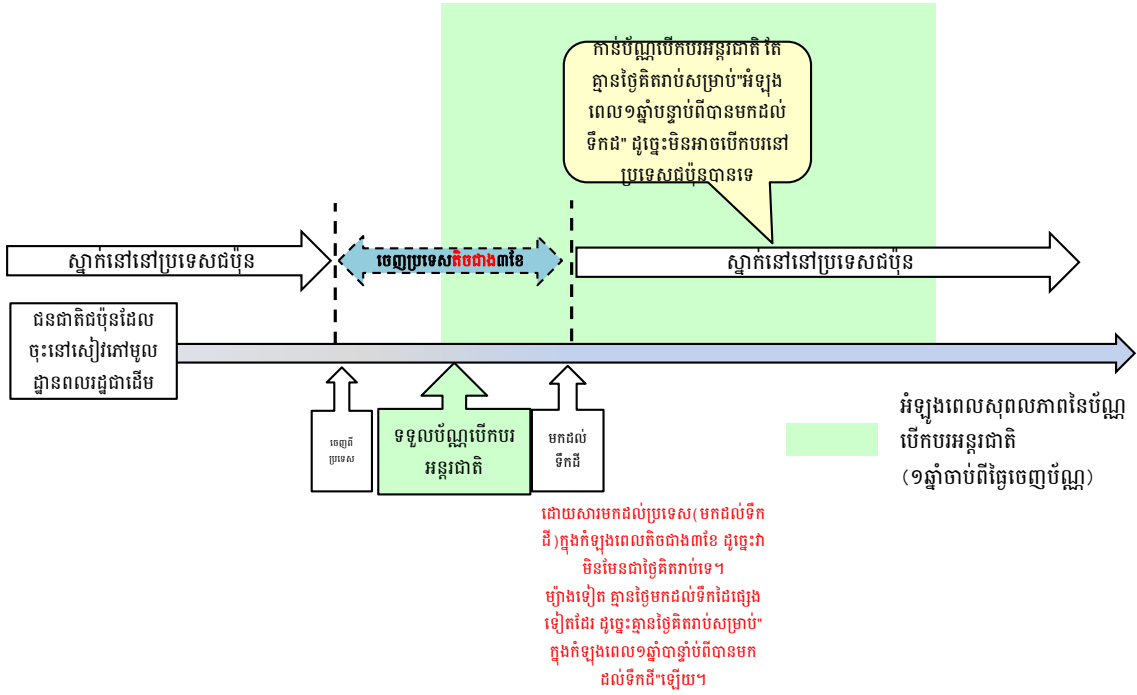 កាន់ប័ណ្ណបើកបរអន្តរជាតិ តែ
គ្មានថ្ងៃគិតរាប់សម្រាប់"អំឡុង
ពេល១ឆ្នាំបន្ទាប់ពីបានមកដល់
ទឹកដ" ដូច្នេះមិនអាចបើកបរនៅ
ប្រទេសជប៉ុនបានទេ
ស្នាក់នៅនៅប្រទេសជប៉ុន
ចេញប្រទេសតិចជាង៣ខែ
ស្នាក់នៅនៅប្រទេសជប៉ុន
ជនជាតិជប៉ុនដែល
ចុះនៅសៀវភៅមូល
ដ្ឋានពលរដ្ឋជាដើម
ចេញពី
ប្រទេស
ទទួលប័ណ្ណបើកបរ
អន្តរជាតិ
មកដល់
ទឹកដី
អំឡូងពេលសុពលភាពនៃប័ណ្ណ
បើកបរអន្តរជាតិ
(១ឆ្នាំចាប់ពីថ្ងៃចេញប័ណ្ណ)
ដោយសារមកដល់ប្រទេស(មកដល់ទឹក
ដី)ក្នុងកំឡុងពេលតិចជាង៣ខែ ដូច្នេះវា
មិនមែនជាថ្ងៃគិតរាប់ទេ។
ម្យ៉ាងទៀត គ្មានថ្ងៃមកដល់ទឹកដៃផ្សេង
ទៀតដែរ ដូច្នេះគ្មានថ្ងៃគិតរាប់សម្រាប់"
ក្នុងកំឡុងពេល១ឆ្នាំបាន្ទាំប់ពីបានមក
ដល់ទឹកដី"ឡើយ។